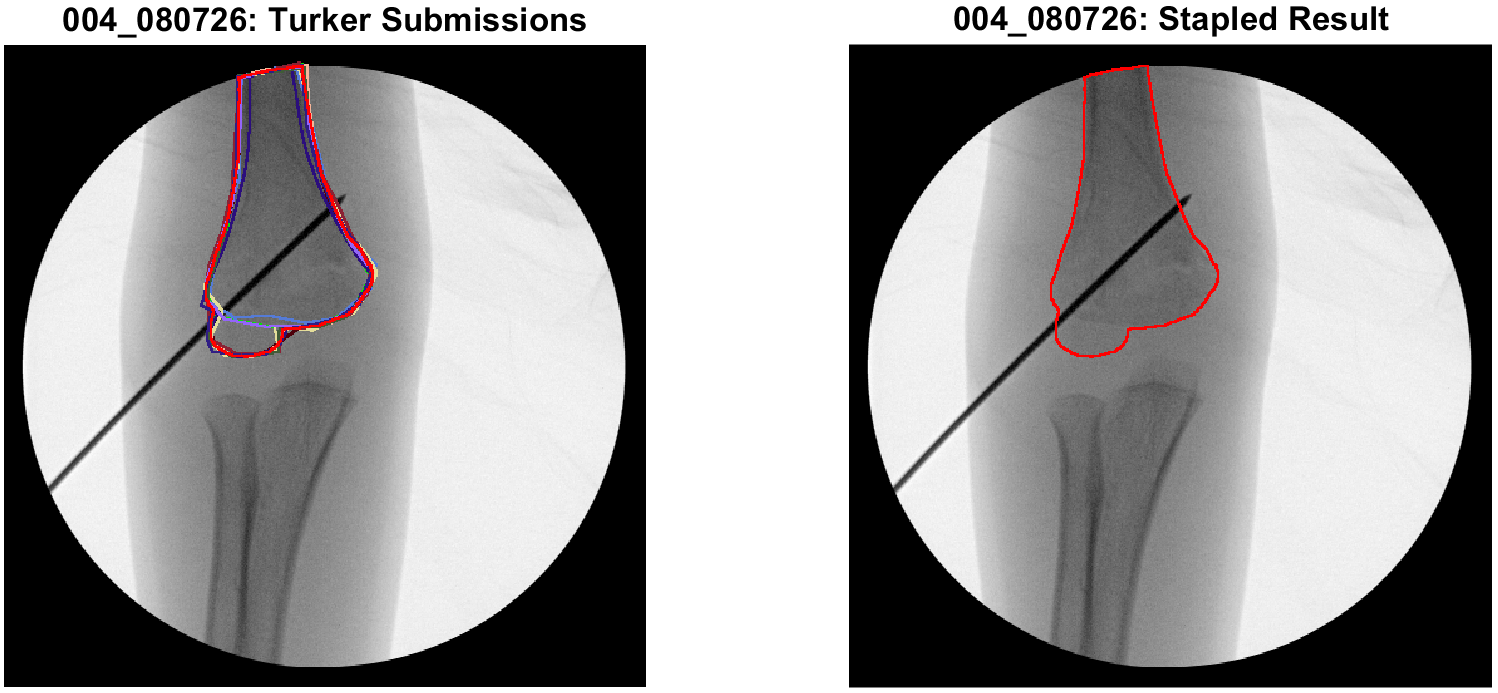 004_080726: Turker Submissions
004_080726: Stapled Result